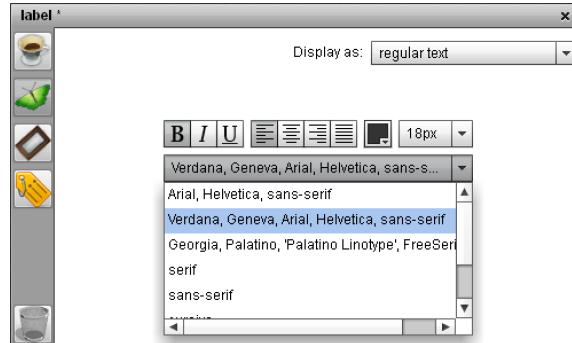 label *
x
Display as: regular text
B I U 18px
Verdana, Geneva, Arial, Helvetica, sans-s...
Arial, Helvetica, sans-serif
Verdana, Geneva, Arial, Helvetica, sans-serif
Georgia, Palatino, 'Palatino Linotype', FreeSeri
serif
sans-serif